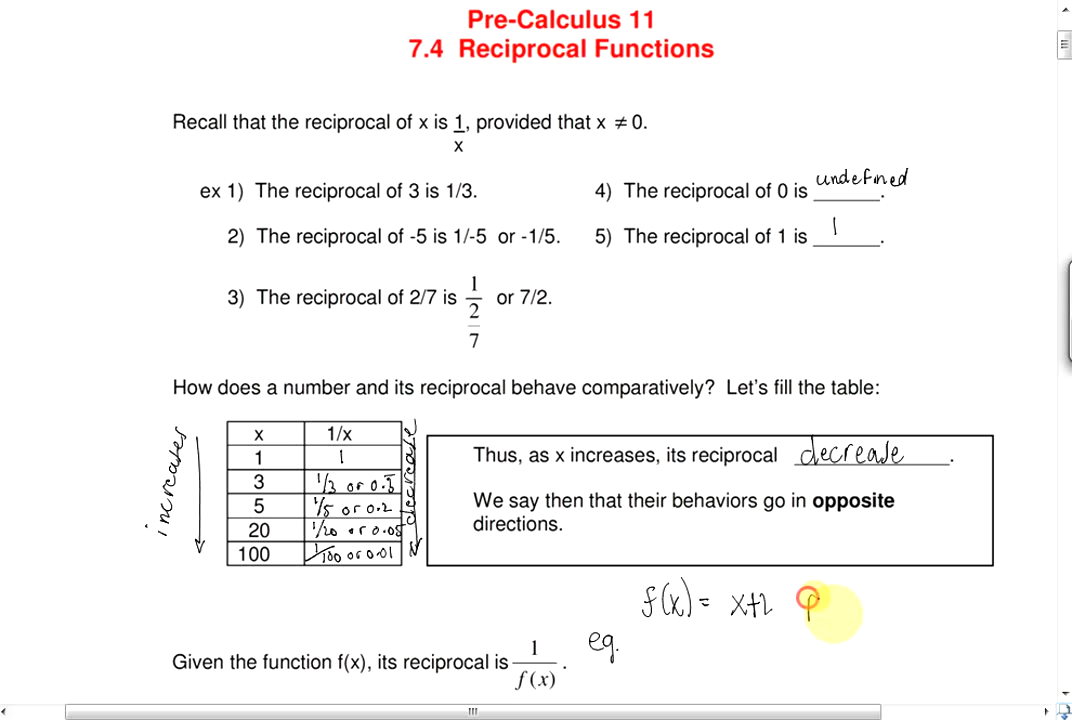 Pre-Calculus 11
7.4 Reciprocal Functions
Recall that the reciprocal of x is 1/x, provided that x ≠ 0.
ex 1) The reciprocal of 3 is 1/3.
4) The reciprocal of 0 is undefined.
2) The reciprocal of -5 is 1/-5 or -1/5.
5) The reciprocal of 1 is 1.
3) The reciprocal of 2/7 is 1/(2/7) or 7/2.
How does a number and its reciprocal behave comparatively? Let's fill the table:
increases
x 1/x
1 1
3 1/3 or 0.3̅
5 1/5 or 0.2
20 1/20 or 0.05
100 1/100 or 0.01
decrease
Thus, as x increases, its reciprocal decrease.
We say then that their behaviors go in opposite
directions.
f(x) = x+2
eg.
Given the function f(x), its reciprocal is 1/f(x).